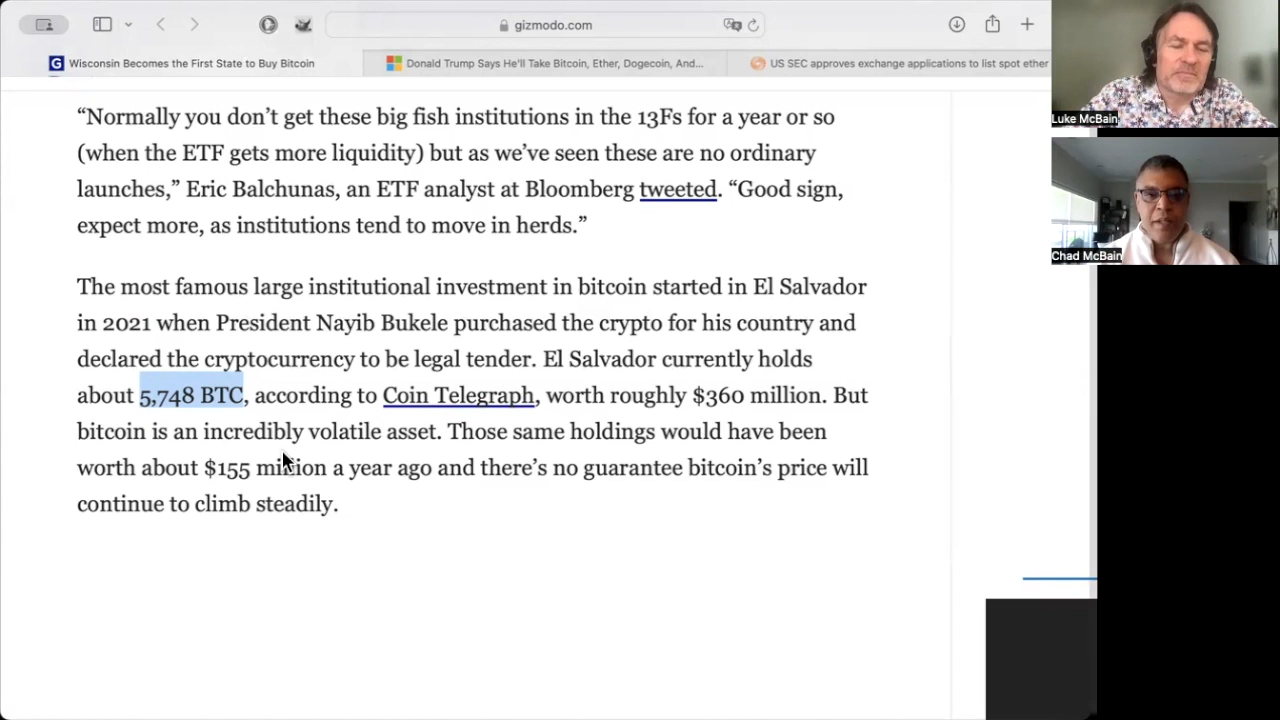 gizmodo.com
Wisconsin Becomes the First State to Buy Bitcoin
Donald Trump Says He'll Take Bitcoin, Ether, Dogecoin, And...
US SEC approves exchange applications to list spot ether
“Normally you don’t get these big fish institutions in the 13Fs for a year or so
(when the ETF gets more liquidity) but as we’ve seen these are no ordinary
launches,” Eric Balchunas, an ETF analyst at Bloomberg tweeted. “Good sign,
expect more, as institutions tend to move in herds.”
The most famous large institutional investment in bitcoin started in El Salvador
in 2021 when President Nayib Bukele purchased the crypto for his country and
declared the cryptocurrency to be legal tender. El Salvador currently holds
about 5,748 BTC, according to Coin Telegraph, worth roughly $360 million. But
bitcoin is an incredibly volatile asset. Those same holdings would have been
worth about $155 million a year ago and there’s no guarantee bitcoin’s price will
continue to climb steadily.
Luke McBain
Chad McBain